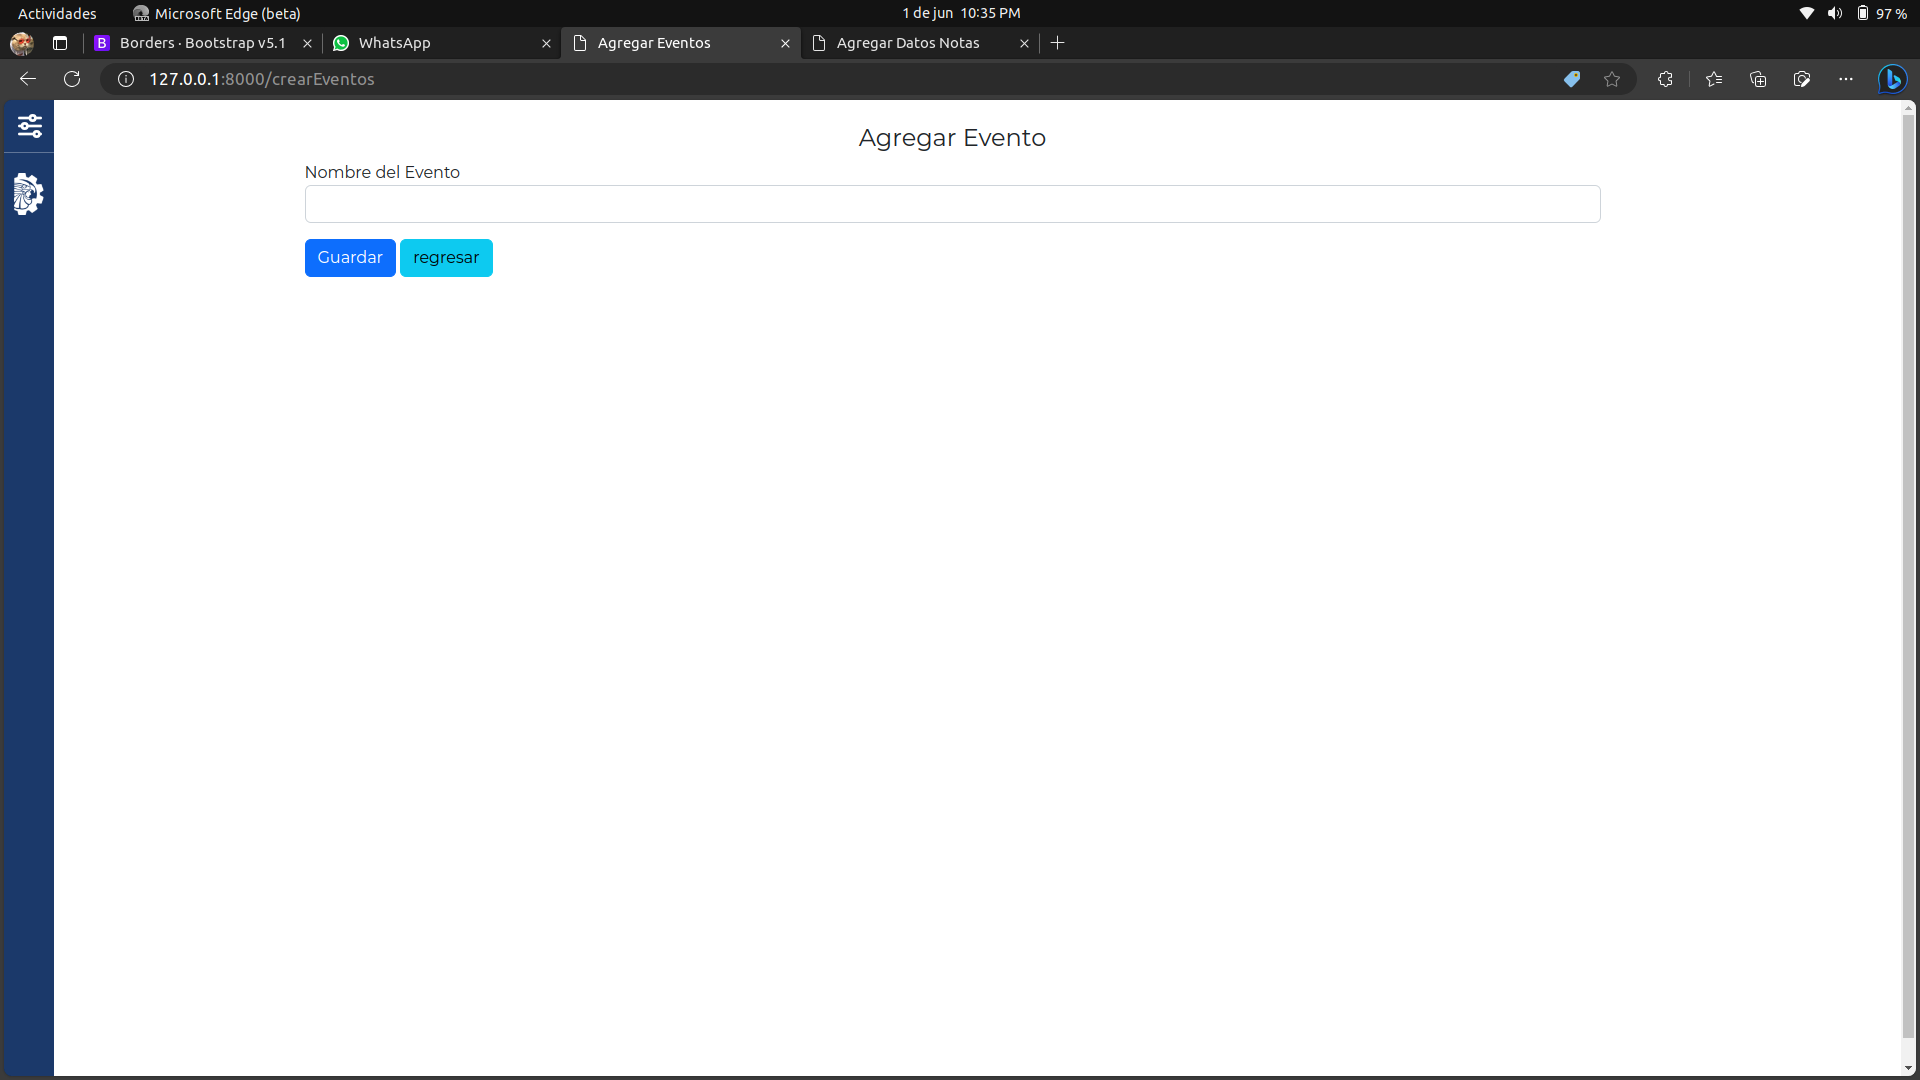 Actividades Microsoft Edge (beta) 1 de jun 10:35 PM 97 %
B Borders · Bootstrap v5.1 WhatsApp Agregar Eventos Agregar Datos Notas
127.0.0.1:8000/crearEventos
Agregar Evento
Nombre del Evento
Guardar regresar